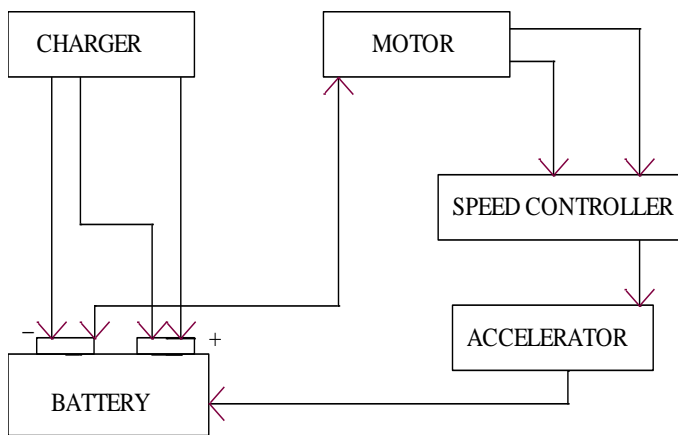 CHARGER
MOTOR
SPEED CONTROLLER
ACCELERATOR
− +
BATTERY